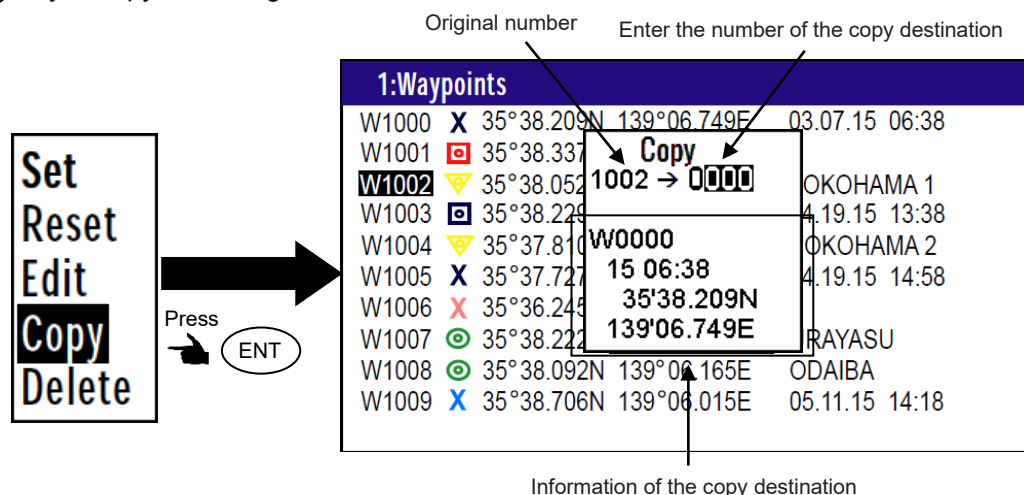 Original number
Enter the number of the copy destination
Set
Reset
Edit
Copy
Delete
Press
ENT
1:Waypoints
W1000 X 35°38.209N 139°06.749E 03.07.15 06:38
W1001 35°38.337
W1002 35°38.052 OKOHAMA 1
W1003 35°38.229 4.19.15 13:38
W1004 35°37.810 OKOHAMA 2
W1005 X 35°37.727 4.19.15 14:58
W1006 X 35°36.245
W1007 35°38.222 RAYASU
W1008 35°38.092N 139°06.165E ODAIBA
W1009 X 35°38.706N 139°06.015E 05.11.15 14:18
Copy
1002 → 0000
W0000
15 06:38
35'38.209N
139'06.749E
Information of the copy destination